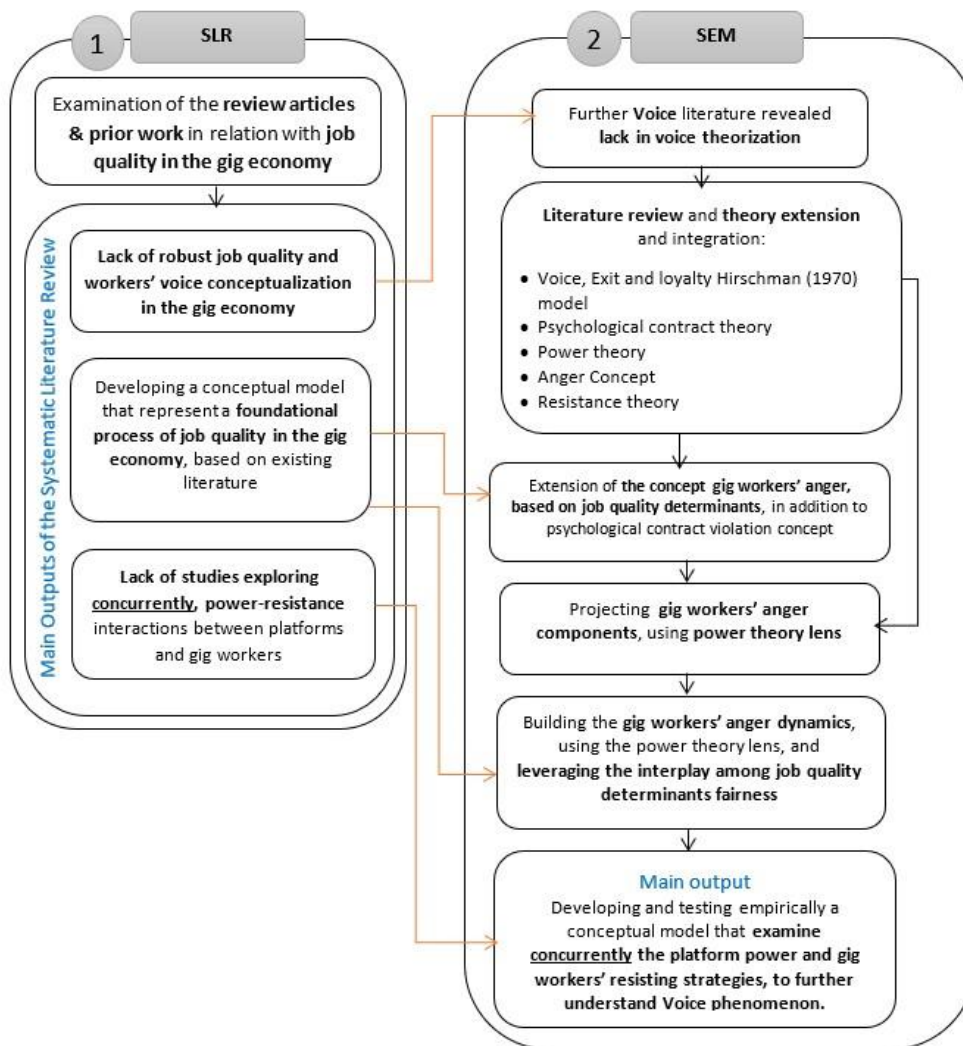 1
SLR
Examination of the review articles
& prior work in relation with job
quality in the gig economy
Main Outputs of the Systematic Literature Review
Lack of robust job quality and
workers’ voice conceptualization
in the gig economy
Developing a conceptual model
that represent a foundational
process of job quality in the gig
economy, based on existing
literature
Lack of studies exploring
concurrently, power-resistance
interactions between platforms
and gig workers
2
SEM
Further Voice literature revealed
lack in voice theorization
Literature review and theory extension
and integration:
• Voice, Exit and loyalty Hirschman (1970)
model
• Psychological contract theory
• Power theory
• Anger Concept
• Resistance theory
Extension of the concept gig workers’ anger,
based on job quality determinants, in addition to
psychological contract violation concept
Projecting gig workers’ anger
components, using power theory lens
Building the gig workers’ anger dynamics,
using the power theory lens, and
leveraging the interplay among job quality
determinants fairness
Main output
Developing and testing empirically a
conceptual model that examine
concurrently the platform power and gig
workers’ resisting strategies, to further
understand Voice phenomenon.